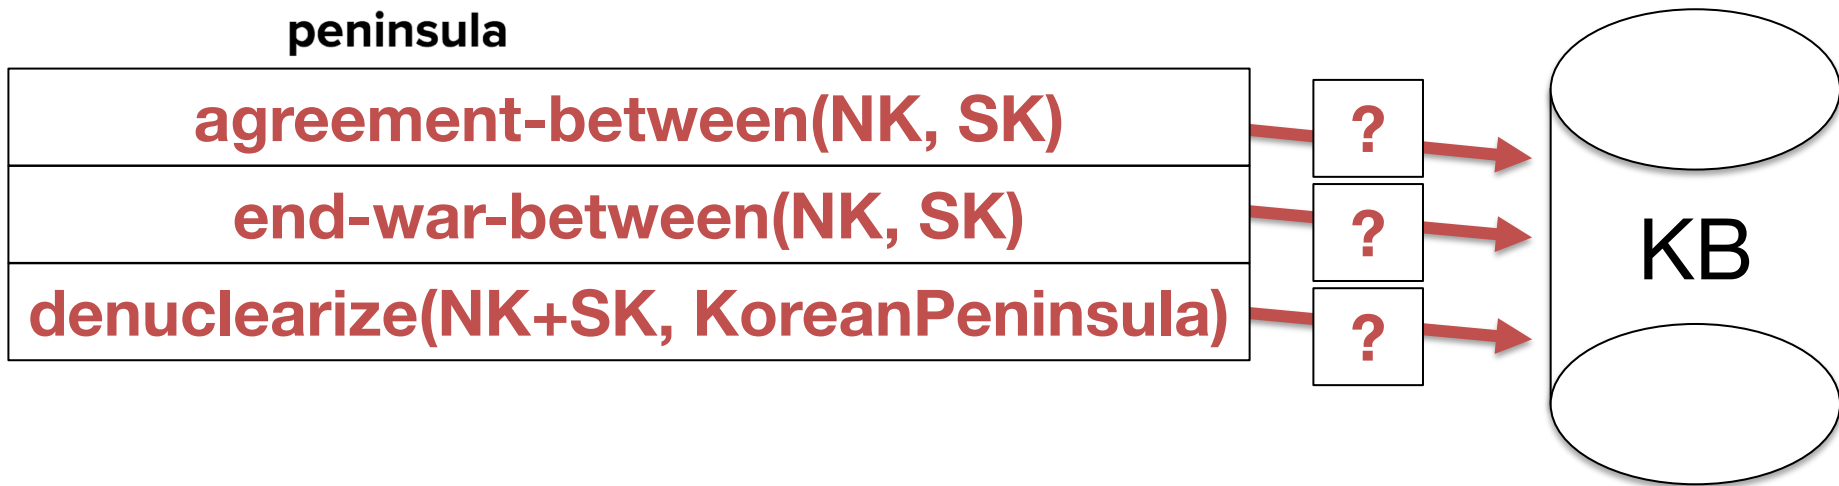 peninsula
agreement-between(NK, SK)
?
end-war-between(NK, SK)
?
denuclearize(NK+SK, KoreanPeninsula)
?
KB